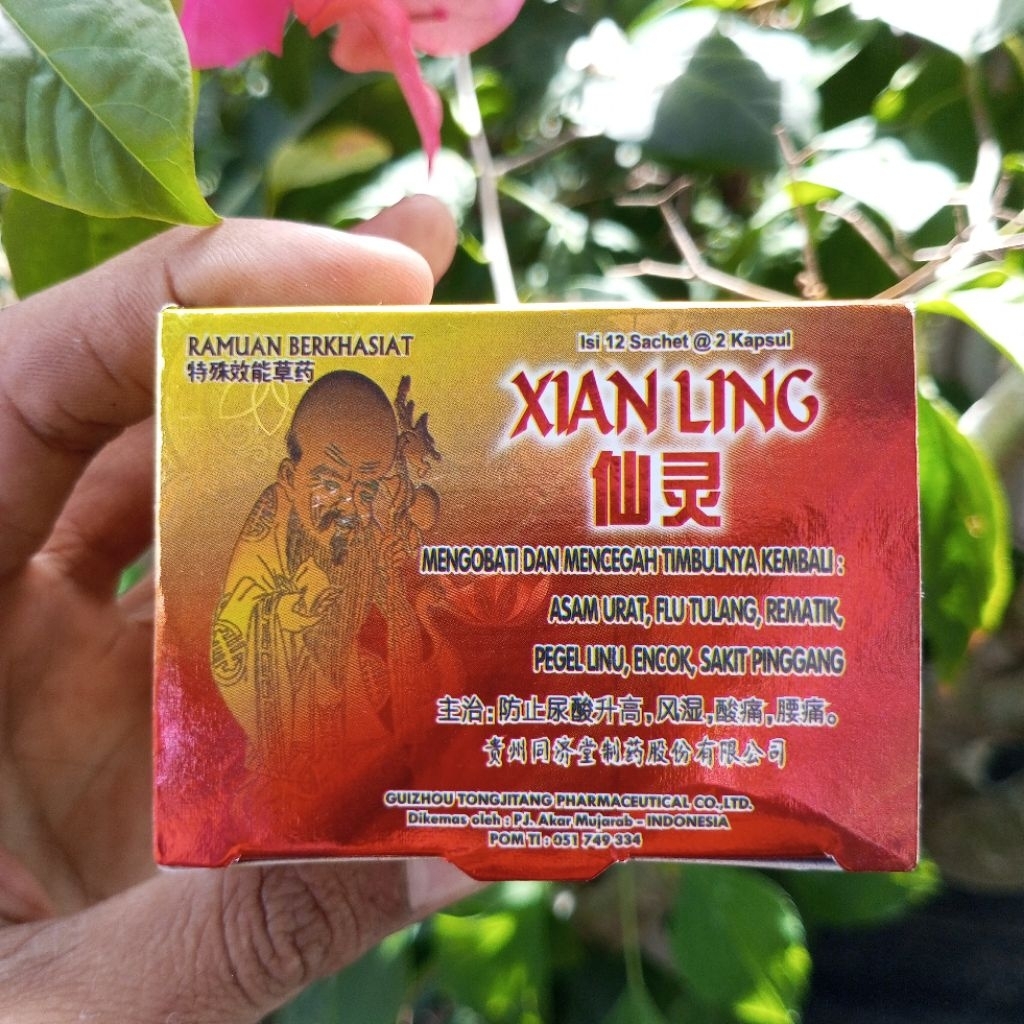 RAMUAN BERKHASIAT
特殊效能草药
Isi 12 Sachet @ 2 Kapsul
XIAN LING
仙灵
MENGOBATI DAN MENCEGAH TIMBULNYA KEMBALI :
ASAM URAT, FLU TULANG, REMATIK,
PEGEL LINU, ENCOK, SAKIT PINGGANG
主治:防止尿酸升高,风湿,酸痛,腰痛。
贵州同济堂制药股份有限公司
GUIZHOU TONGJITANG PHARMACEUTICAL CO.,LTD.
Dikemas oleh : PJ. Akar Mujarab - INDONESIA
POM TI : 051 749 334